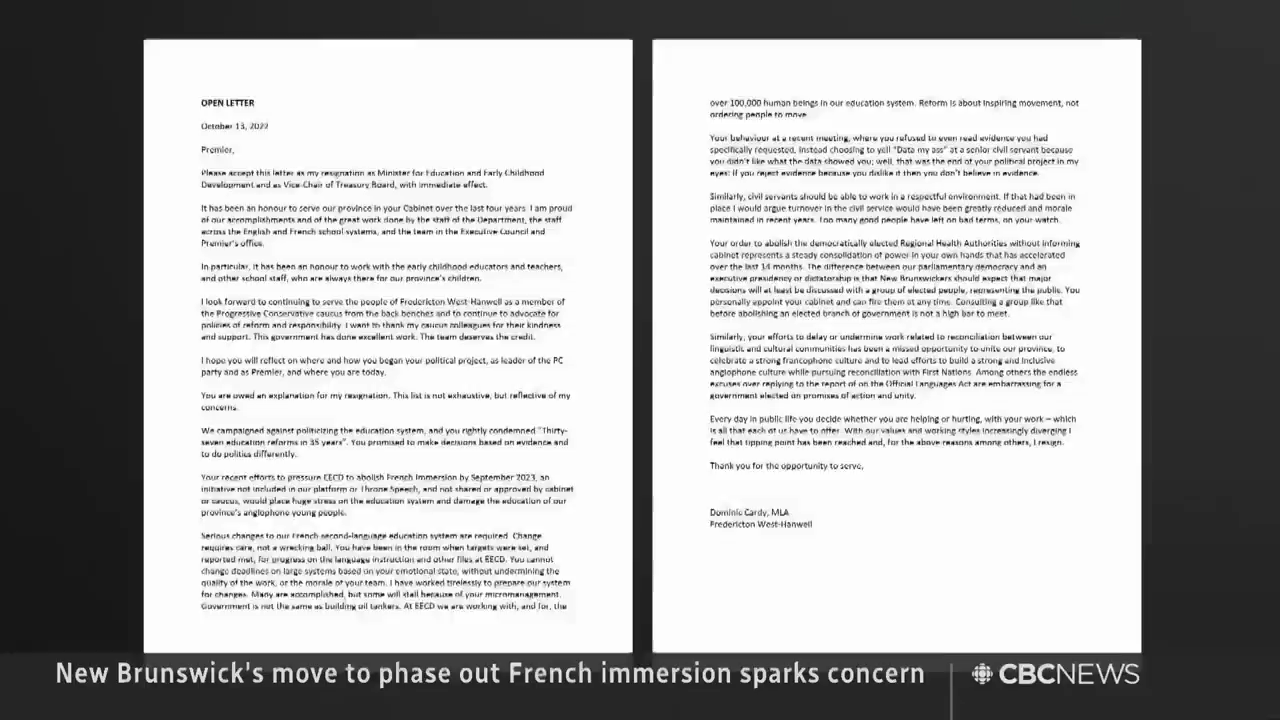 OPEN LETTER
October 13, 2022
Premier,
Please accept this letter as my resignation as Minister for Education and Early Childhood
Development and as Vice-Chair of Treasury Board, with immediate effect.
It has been an honour to serve our province in your Cabinet over the last four years. I am proud
of our accomplishments and of the great work done by the staff of the Department, the staff
across the English and French school systems, and the team in the Executive Council and
Premier's office.
In particular, it has been an honour to work with the early childhood educators and teachers,
and other school staff, who are always there for our province's children.
I look forward to continuing to serve the people of Fredericton West-Hanwell as a member of
the Progressive Conservative caucus from the back benches and to continue to advocate for
policies of reform and responsibility. I want to thank my caucus colleagues for their kindness
and support. This government has done excellent work. The team deserves the credit.
I hope you will reflect on where and how you began your political project, as leader of the PC
party and as Premier, and where you are today.
You are owed an explanation for my resignation. This list is not exhaustive, but reflective of my
concerns.
We campaigned against politicizing the education system, and you rightly condemned "Thirty-
seven education reforms in 35 years". You promised to make decisions based on evidence and
to do politics differently.
Your recent efforts to pressure EECD to abolish French Immersion by September 2023, an
initiative not included in our platform or Throne Speech, and not shared or approved by cabinet
or caucus, would place huge stress on the education system and damage the education of our
province's anglophone young people.
Serious changes to our French second-language education system are required. Change
requires care, not a wrecking ball. You have been in the room when targets were set, and
reported met, for progress on the language instruction and other files at EECD. You cannot
change deadlines on large systems based on your emotional state, without undermining the
quality of the work, or the morale of your team. I have worked tirelessly to prepare our system
for changes. Many are accomplished, but some will stall because of your micromanagement.
Government is not the same as building oil tankers. At EECD we are working with, and for, the
over 100,000 human beings in our education system. Reform is about inspiring movement, not
ordering people to move.
Your behaviour at a recent meeting, where you refused to even read evidence you had
specifically requested, instead choosing to yell "Data my ass" at a senior civil servant because
you didn't like what the data showed you; well, that was the end of your political project in my
eyes: if you reject evidence because you dislike it then you don't believe in evidence.
Similarly, civil servants should be able to work in a respectful environment. If that had been in
place I would argue turnover in the civil service would have been greatly reduced and morale
maintained in recent years. Too many good people have left on bad terms, on your watch.
Your order to abolish the democratically elected Regional Health Authorities without informing
cabinet represents a steady consolidation of power in your own hands that has accelerated
over the last 14 months. The difference between our parliamentary democracy and an
executive presidency or dictatorship is that New Brunswickers should expect that major
decisions will at least be discussed with a group of elected people, representing the public. You
personally appoint your cabinet and can fire them at any time. Consulting a group like that
before abolishing an elected branch of government is not a high bar to meet.
Similarly, your efforts to delay or undermine work related to reconciliation between our
linguistic and cultural communities has been a missed opportunity to unite our province, to
celebrate a strong francophone culture and to lead efforts to build a strong and inclusive
anglophone culture while pursuing reconciliation with First Nations. Among others the endless
excuses over replying to the report of on the Official Languages Act are embarrassing for a
government elected on promises of action and unity.
Every day in public life you decide whether you are helping or hurting, with your work – which
is all that each of us have to offer. With our values and working styles increasingly diverging I
feel that tipping point has been reached and, for the above reasons among others, I resign.
Thank you for the opportunity to serve,
Dominic Cardy, MLA
Fredericton West-Hanwell
New Brunswick's move to phase out French immersion sparks concern
CBCNEWS